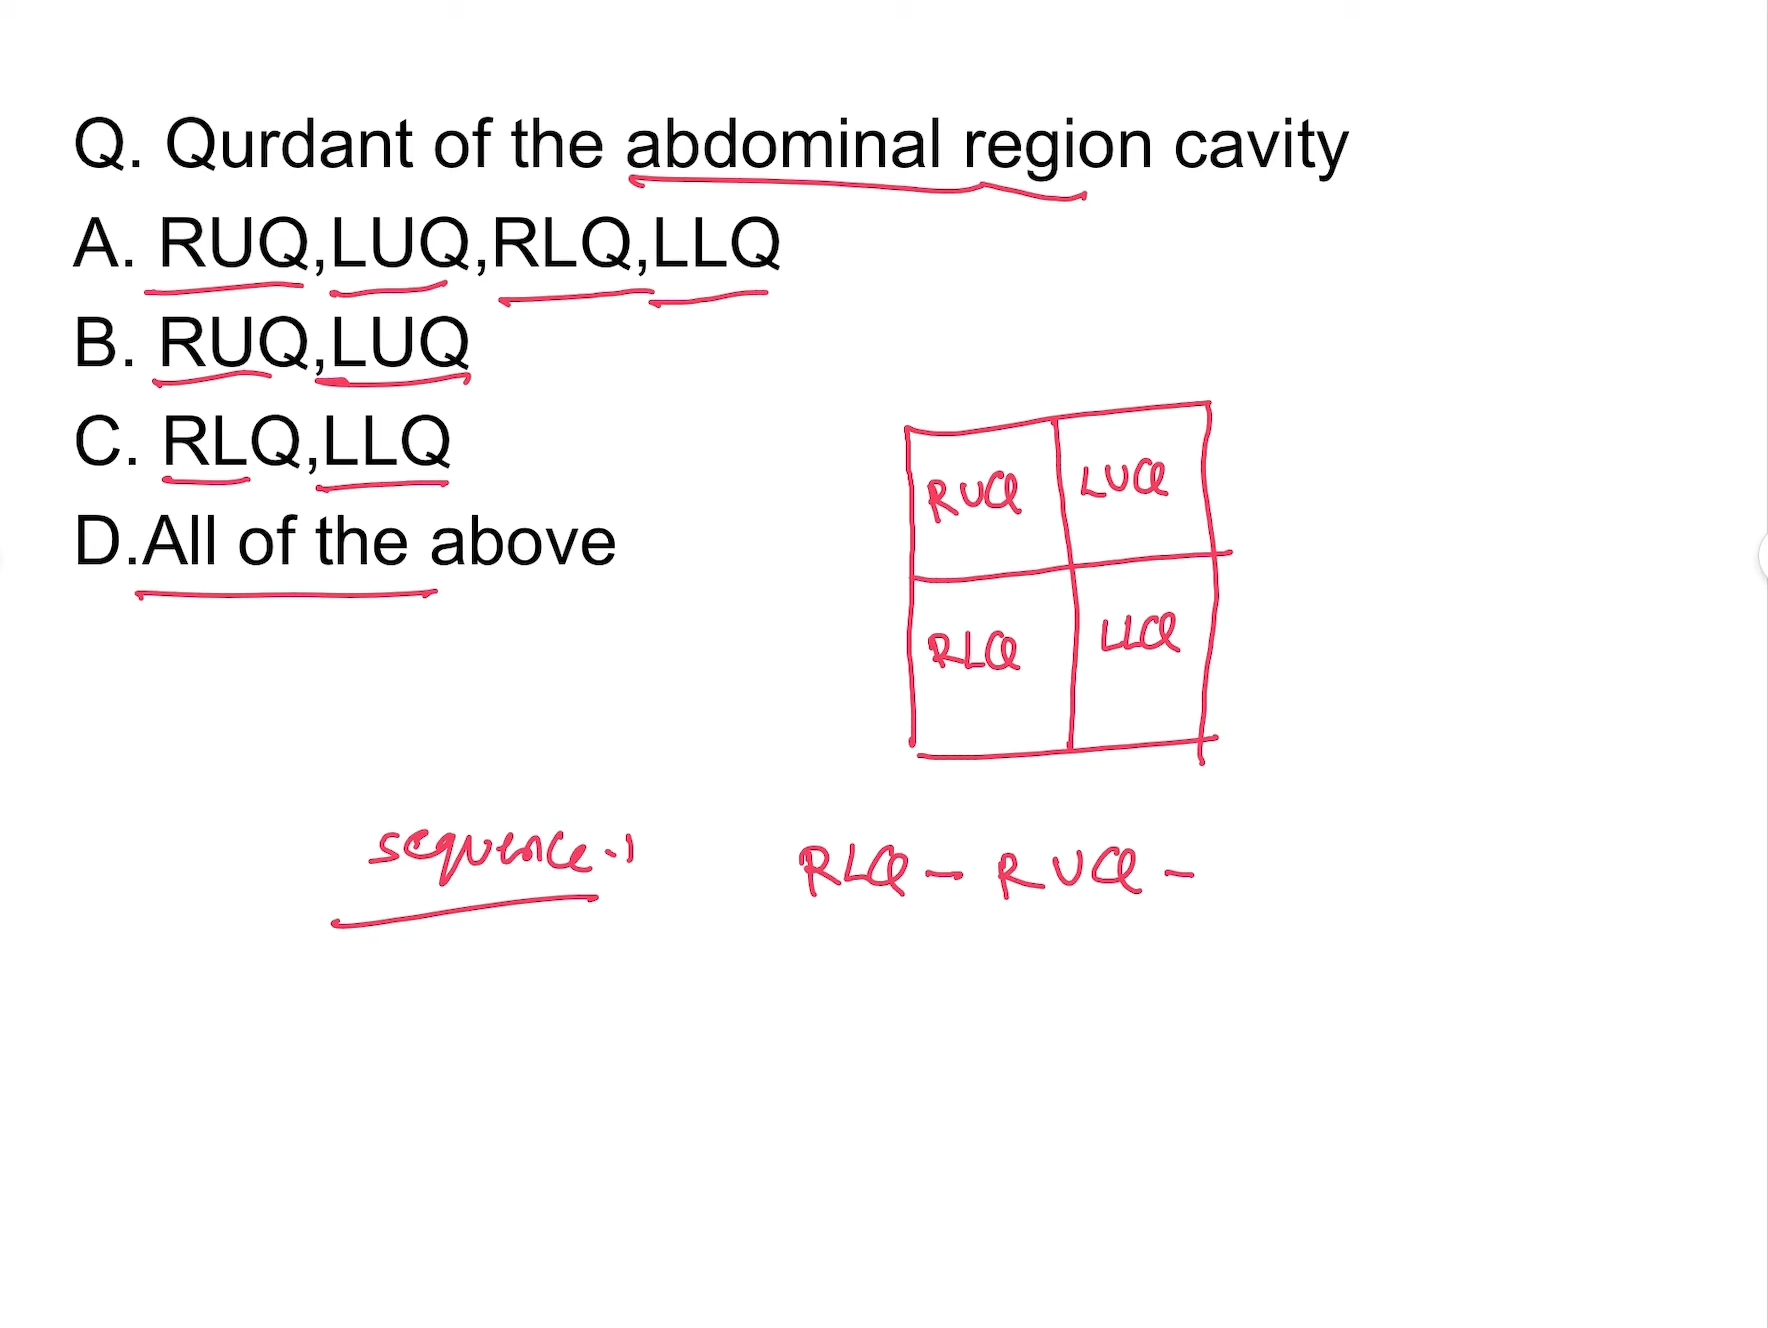 Q. Qurdant of the abdominal region cavity
A. RUQ,LUQ,RLQ,LLQ
B. RUQ,LUQ
C. RLQ,LLQ
D.All of the above
RUQ LUQ
RLQ LLQ
sequence.
RLQ – RUQ –